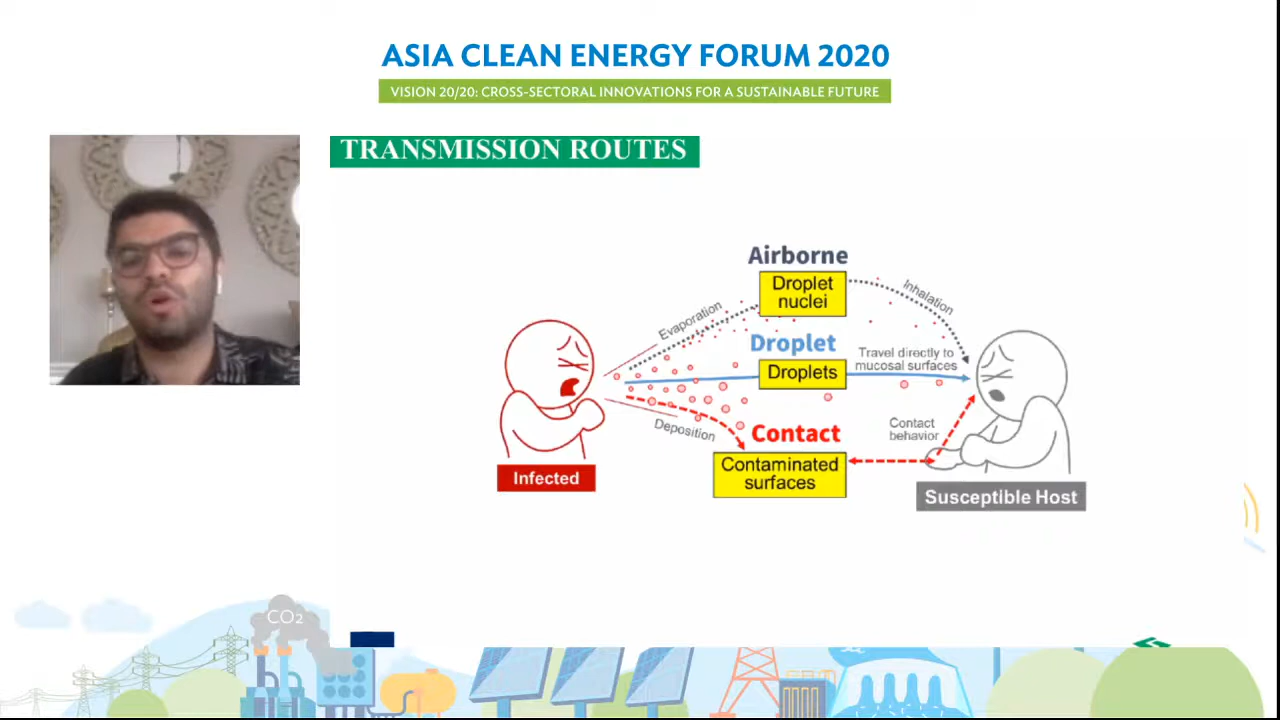 ASIA CLEAN ENERGY FORUM 2020
VISION 20/20: CROSS-SECTORAL INNOVATIONS FOR A SUSTAINABLE FUTURE
TRANSMISSION ROUTES
Airborne
Droplet
nuclei
Evaporation
Inhalation
Droplet
Droplets
Travel directly to
mucosal surfaces
Deposition
Contact
Contaminated
surfaces
Contact
behavior
Infected
Susceptible Host
CO2